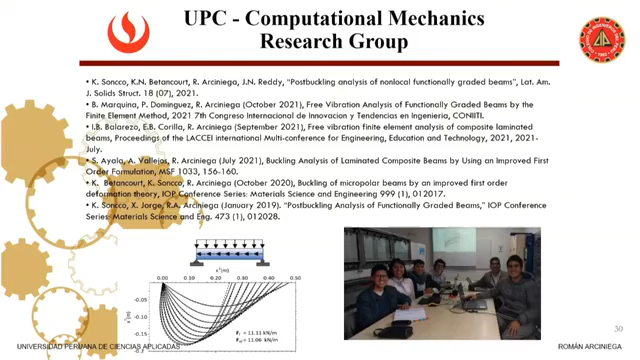 UPC - Computational Mechanics
Research Group
• K. Soncco, K.N. Betancourt, R. Arciniega, J.N. Reddy, "Postbuckling analysis of nonlocal functionally graded beams", Lat. Am.
J. Solids Struct. 18 (07), 2021.
• B. Marquina, P. Dominguez, R. Arciniega (October 2021), Free Vibration Analysis of Functionally Graded Beams by the
Finite Element Method, 2021 7th Congreso Internacional de Innovacion y Tendencias en Ingenieria, CONIITI.
• I.B. Balarezo, E.B. Corilla, R. Arciniega (September 2021), Free vibration finite element analysis of composite laminated
beams, Proceedings of the LACCEI international Multi-conference for Engineering, Education and Technology, 2021, 2021-
July.
• S. Ayala, A. Vallejos, R. Arciniega (July 2021), Buckling Analysis of Laminated Composite Beams by Using an Improved First
Order Formulation, MSF 1033, 156-160.
• K. Betancourt, K. Soncco, R. Arciniega (October 2020), Buckling of micropolar beams by an improved first order
deformation theory, IOP Conference Series: Materials Science and Engineering 999 (1), 012017.
• K. Soncco, X. Jorge, R.A. Arciniega (January 2019), "Postbuckling Analysis of Functionally Graded Beams," IOP Conference
Series: Materials Science and Eng. 473 (1), 012028.
0.00 0.10 0.20 0.30 0.40 0.50
-0.05
-0.10
-0.15
30
UNIVERSIDAD PERUANA DE CIENCIAS APLICADAS
ROMÁN ARCINIEGA